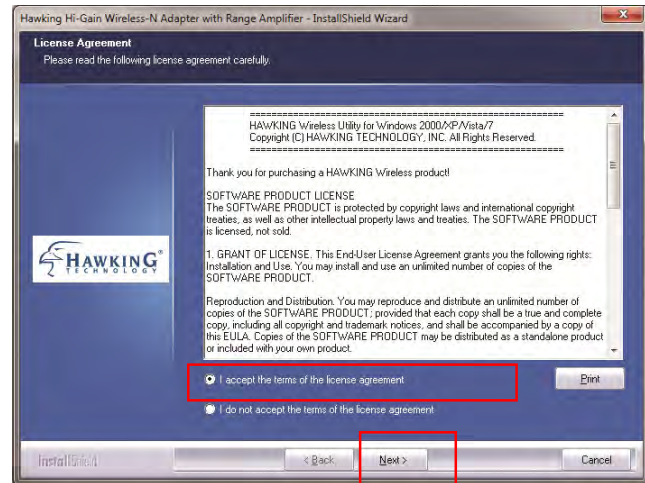 Hawking Hi-Gain Wireless-N Adapter with Range Amplifier - InstallShield Wizard
License Agreement
Please read the following license agreement carefully.
============================================================
HAWKING Wireless Utility for Windows 2000/XP/Vista/7
Copyright (C) HAWKING TECHNOLOGY, INC. All Rights Reserved.
============================================================
Thank you for purchasing a HAWKING Wireless product!
SOFTWARE PRODUCT LICENSE
The SOFTWARE PRODUCT is protected by copyright laws and international copyright
treaties, as well as other intellectual property laws and treaties. The SOFTWARE PRODUCT
is licensed, not sold.
1. GRANT OF LICENSE. This End-User License Agreement grants you the following rights:
Installation and Use. You may install and use an unlimited number of copies of the
SOFTWARE PRODUCT.
Reproduction and Distribution. You may reproduce and distribute an unlimited number of
copies of the SOFTWARE PRODUCT; provided that each copy shall be a true and complete
copy, including all copyright and trademark notices, and shall be accompanied by a copy of
this EULA. Copies of the SOFTWARE PRODUCT may be distributed as a standalone product
or included with your own product.
HAWKING®
TECHNOLOGY
I accept the terms of the license agreement
Print
I do not accept the terms of the license agreement
InstallShield
< Back
Next >
Cancel